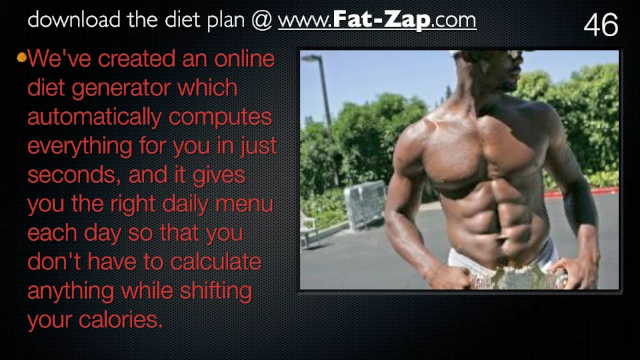 download the diet plan @ www.Fat-Zap.com
46
We've created an online
diet generator which
automatically computes
everything for you in just
seconds, and it gives
you the right daily menu
each day so that you
don't have to calculate
anything while shifting
your calories.